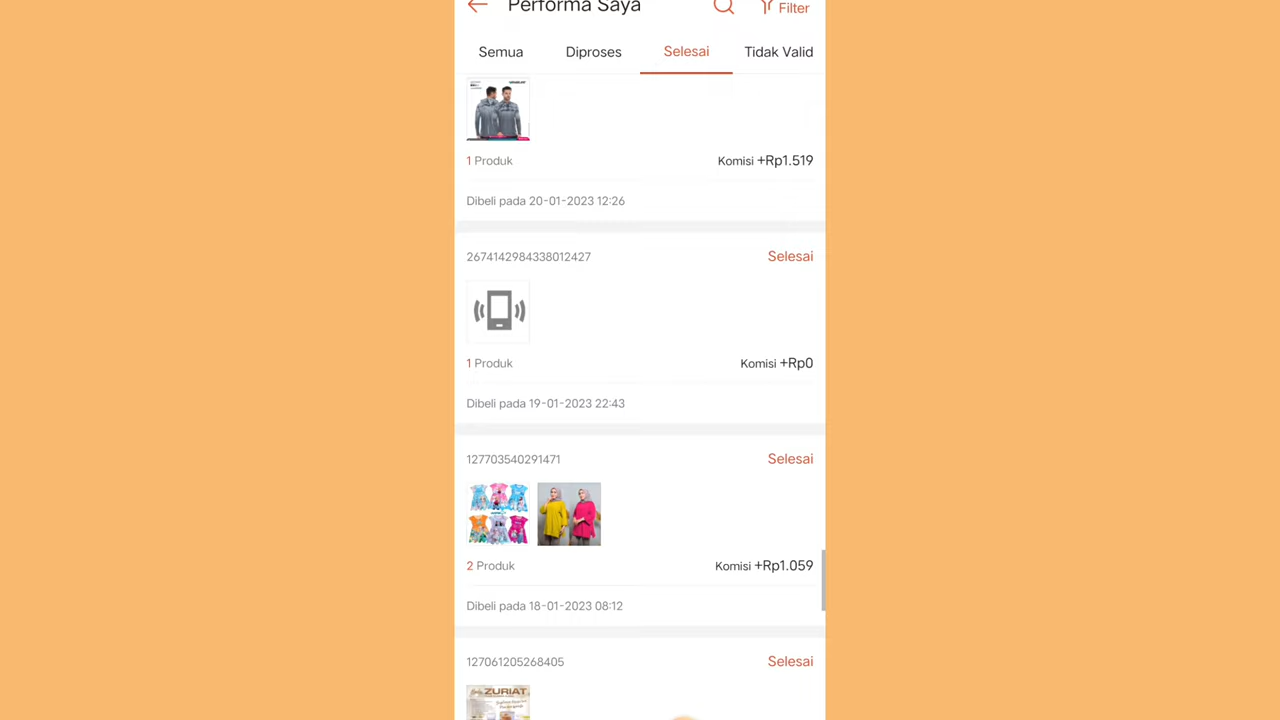 Performa Saya
Filter
Semua
Diproses
Selesai
Tidak Valid
1 Produk
Komisi +Rp1.519
Dibeli pada 20-01-2023 12:26
2674142984338012427
Selesai
1 Produk
Komisi +Rp0
Dibeli pada 19-01-2023 22:43
127703540291471
Selesai
2 Produk
Komisi +Rp1.059
Dibeli pada 18-01-2023 08:12
127061205268405
Selesai
ZURIAT